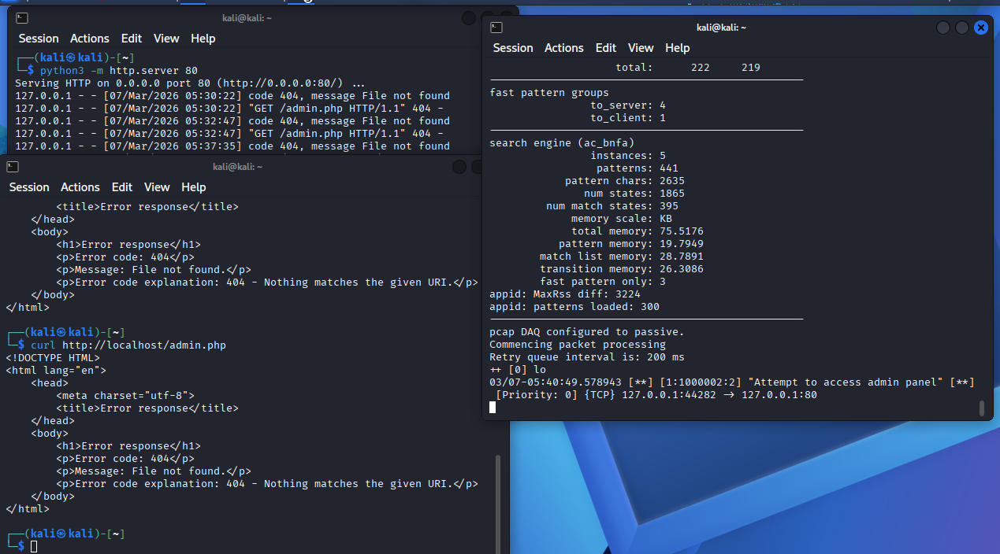 kali@kali: ~
Session Actions Edit View Help
┌──(kali㉿kali)-[~]
└─$ python3 -m http.server 80
Serving HTTP on 0.0.0.0 port 80 (http://0.0.0.0:80/) ...
127.0.0.1 - - [07/Mar/2026 05:30:22] code 404, message File not found
127.0.0.1 - - [07/Mar/2026 05:30:22] "GET /admin.php HTTP/1.1" 404 -
127.0.0.1 - - [07/Mar/2026 05:32:47] code 404, message File not found
127.0.0.1 - - [07/Mar/2026 05:32:47] "GET /admin.php HTTP/1.1" 404 -
127.0.0.1 - - [07/Mar/2026 05:37:35] code 404, message File not found
kali@kali: ~
Session Actions Edit View Help
<title>Error response</title>
</head>
<body>
<h1>Error response</h1>
<p>Error code: 404</p>
<p>Message: File not found.</p>
<p>Error code explanation: 404 - Nothing matches the given URI.</p>
</body>
</html>
┌──(kali㉿kali)-[~]
└─$ curl http://localhost/admin.php
<!DOCTYPE HTML>
<html lang="en">
<head>
<meta charset="utf-8">
<title>Error response</title>
</head>
<body>
<h1>Error response</h1>
<p>Error code: 404</p>
<p>Message: File not found.</p>
<p>Error code explanation: 404 - Nothing matches the given URI.</p>
</body>
</html>
┌──(kali㉿kali)-[~]
└─$
kali@kali: ~
Session Actions Edit View Help
total: 222 219
fast pattern groups
to_server: 4
to_client: 1
search engine (ac_bnfa)
instances: 5
patterns: 441
pattern chars: 2635
num states: 1865
num match states: 395
memory scale: KB
total memory: 75.5176
pattern memory: 19.7949
match list memory: 28.7891
transition memory: 26.3086
fast pattern only: 3
appid: MaxRss diff: 3224
appid: patterns loaded: 300
pcap DAQ configured to passive.
Commencing packet processing
Retry queue interval is: 200 ms
++ [0] lo
03/07-05:40:49.578943 [**] [1:1000002:2] "Attempt to access admin panel" [**]
[Priority: 0] {TCP} 127.0.0.1:44282 -> 127.0.0.1:80